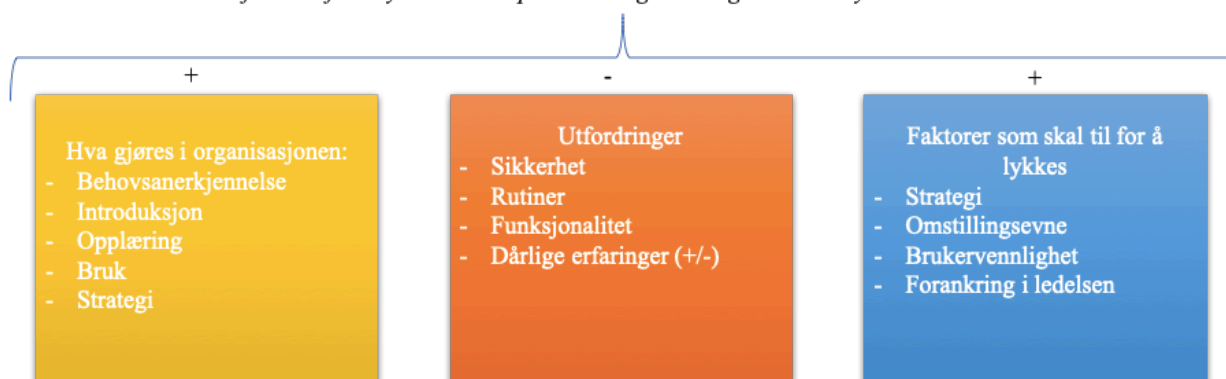 +
-
+
Hva gjøres i organisasjonen:
- Behovsanerkjennelse
- Introduksjon
- Opplæring
- Bruk
- Strategi
Utfordringer
- Sikkerhet
- Rutiner
- Funksjonalitet
- Dårlige erfaringer (+/-)
Faktorer som skal til for å
lykkes
- Strategi
- Omstillingsevne
- Brukervennlighet
- Forankring i ledelsen